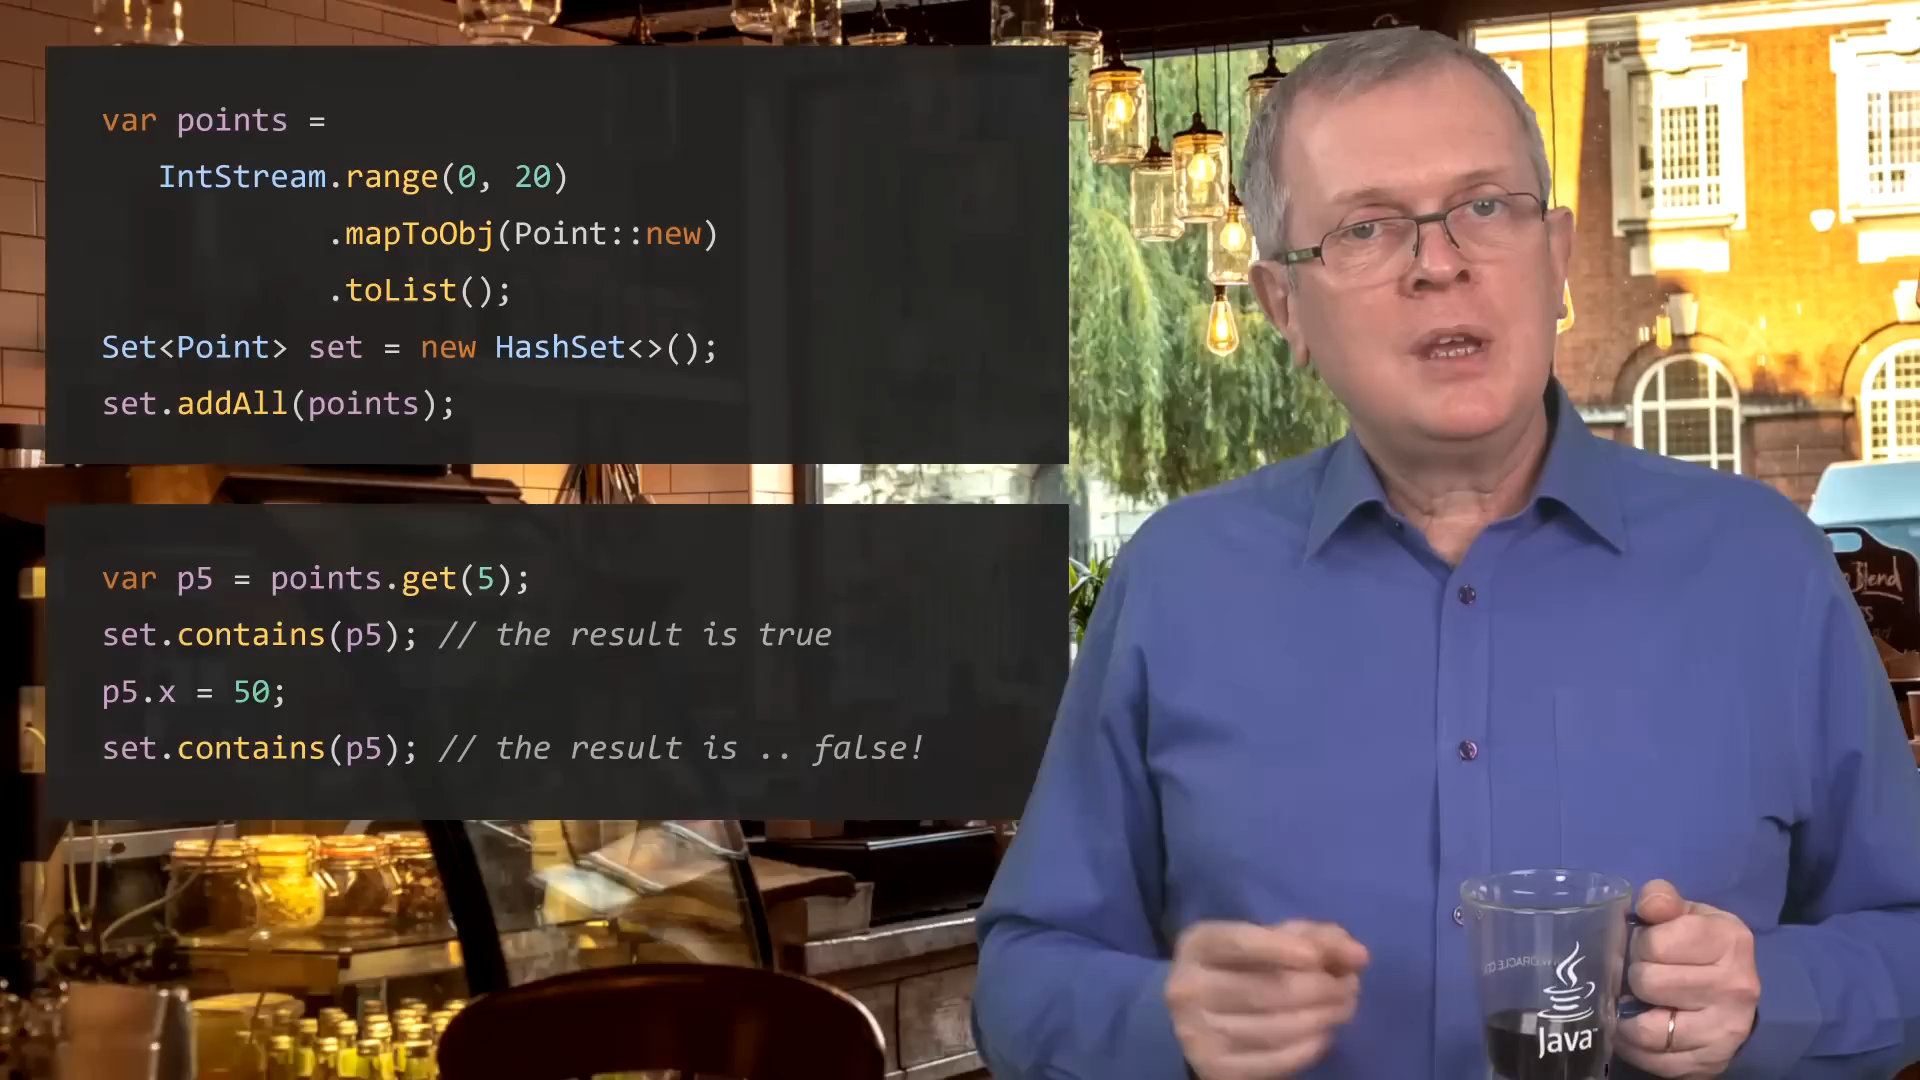 var points =
IntStream.range(0, 20)
.mapToObj(Point::new)
.toList();
Set<Point> set = new HashSet<>();
set.addAll(points);
var p5 = points.get(5);
set.contains(p5); // the result is true
p5.x = 50;
set.contains(p5); // the result is .. false!
Blend
Java